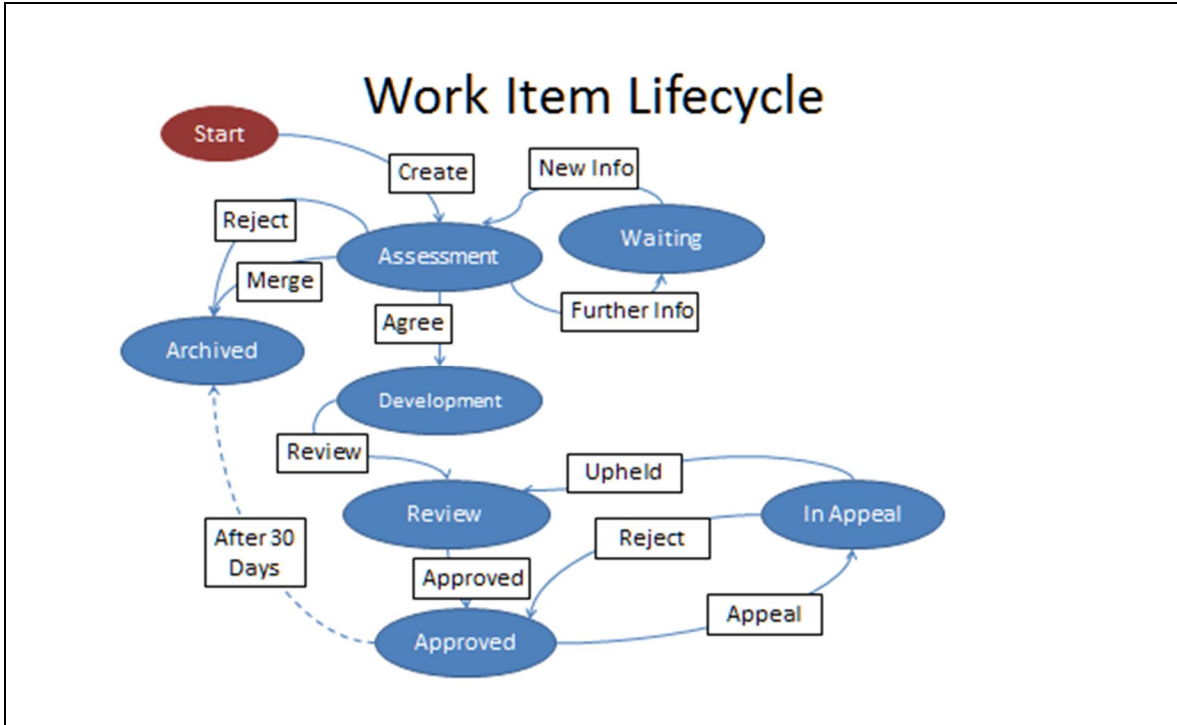 Work Item Lifecycle
Start
Create
New Info
Reject
Waiting
Assessment
Merge
Further Info
Agree
Archived
Development
Review
Upheld
Review
In Appeal
After 30
Days
Reject
Approved
Appeal
Approved